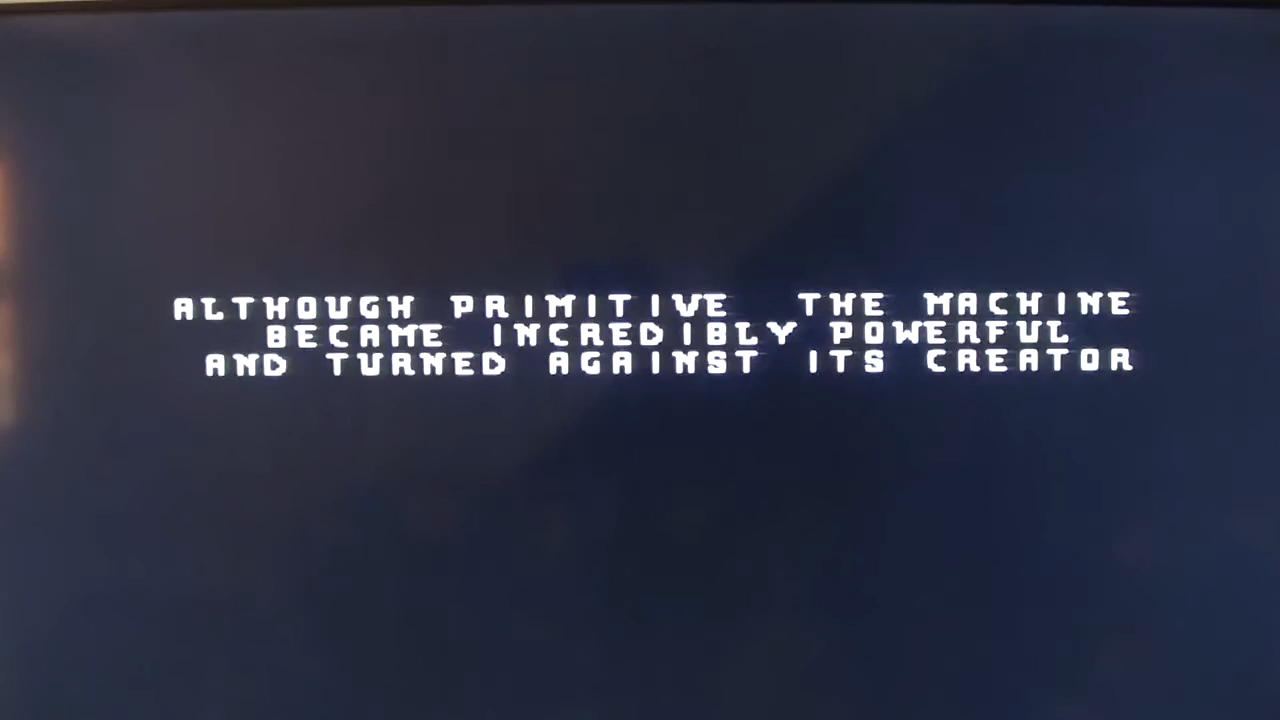 ALTHOUGH PRIMITIVE THE MACHINE
BECAME INCREDIBLY POWERFUL
AND TURNED AGAINST ITS CREATOR